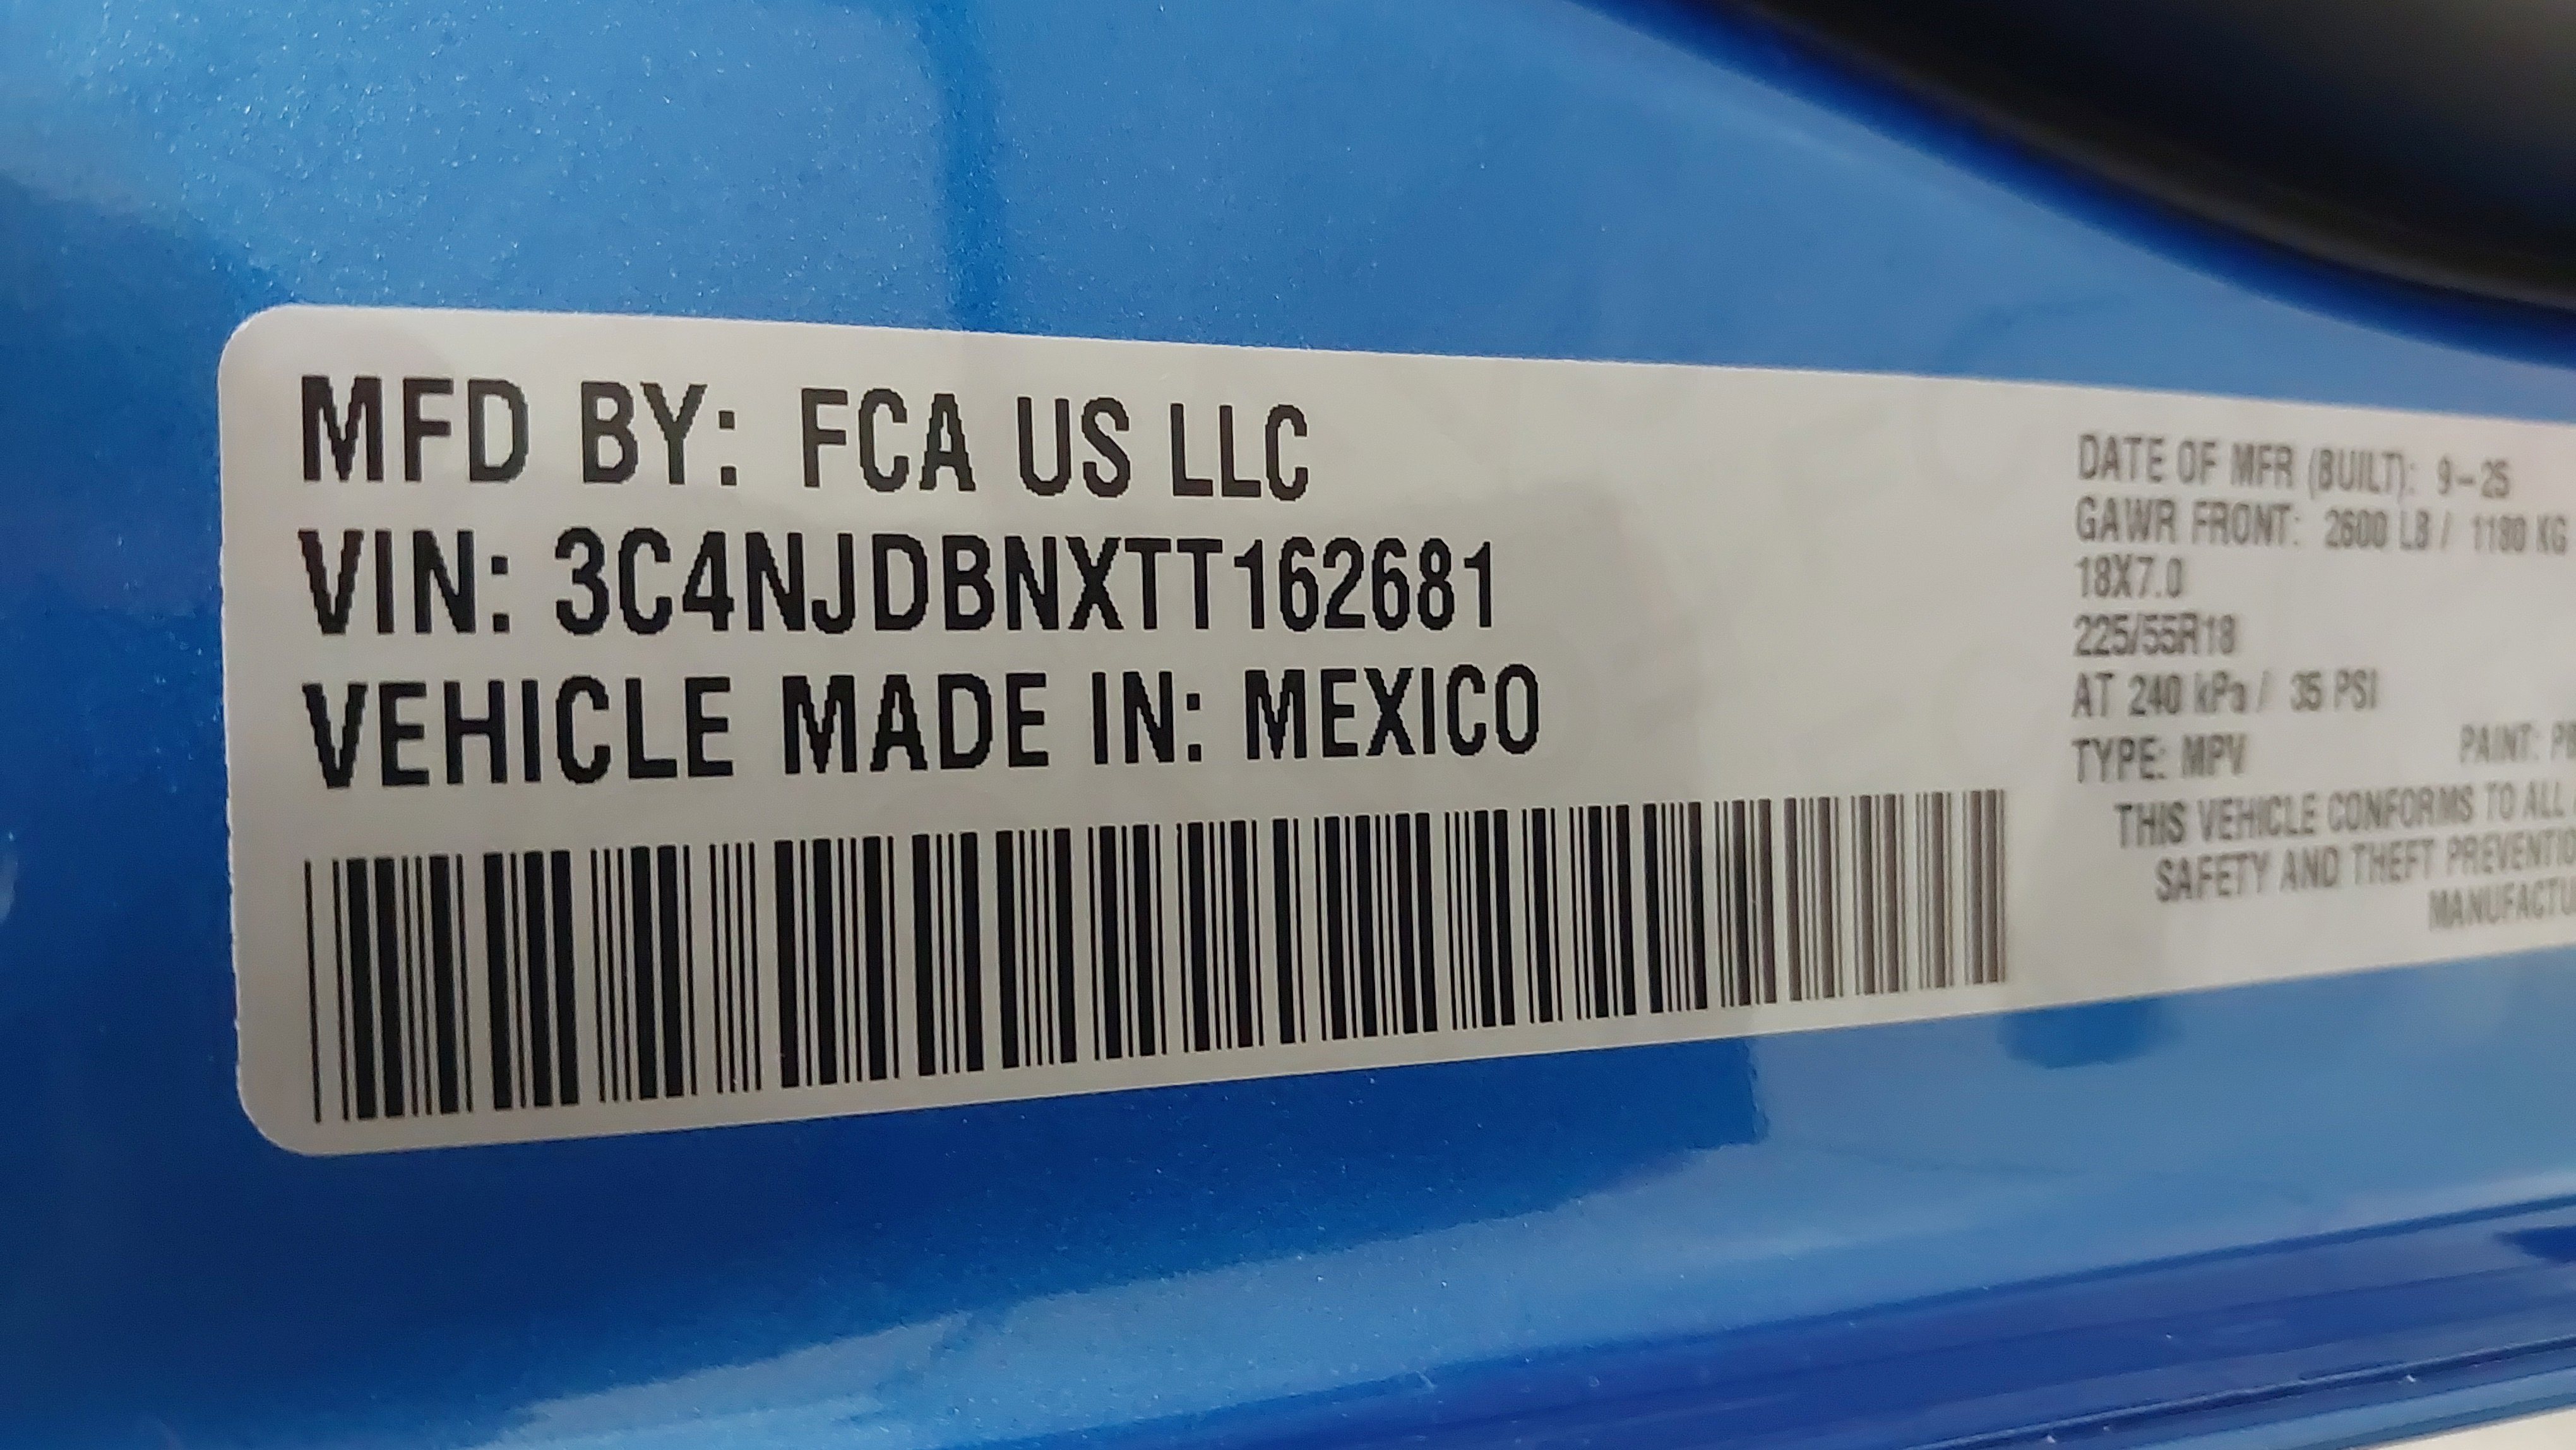 MFD BY: FCA US LLC
VIN: 3C4NJDBNXTT162681
VEHICLE MADE IN: MEXICO
DATE OF MFR (BUILT): 9-25
GAWR FRONT: 2600 LB / 1180 KG
18X7.0
225/55R18
AT 240 kPa / 35 PSI
TYPE: MPV PAINT:
THIS VEHICLE CONFORMS TO ALL
SAFETY AND THEFT PREVENTIO
MANUFACTU